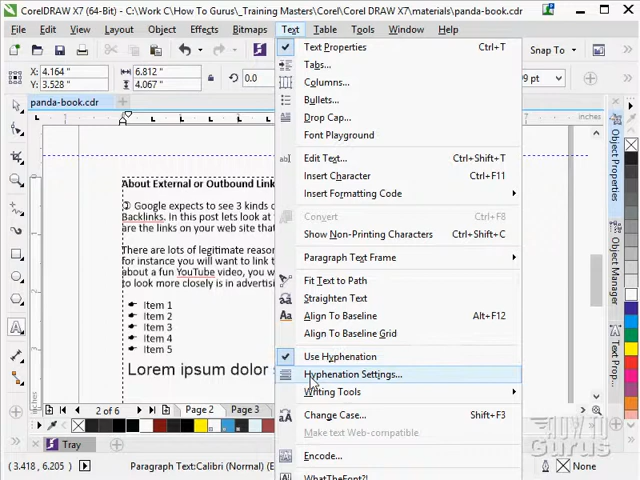 CorelDRAW X7 (64-Bit) - C:\Work C\How To Gurus\_Training Masters\Corel\CorelDRAW X7\materials\panda-book.cdr
File Edit View Layout Object Effects Bitmaps Text Table Tools Window Help
Snap To
X: 4.164 " 6.812 " 0.0 pt
Y: 3.528 " 4.067 "
panda-book.cdr
inches
Text Properties Ctrl+T
Tabs...
Columns...
Bullets...
Drop Cap...
Font Playground
Edit Text... Ctrl+Shift+T
Insert Character Ctrl+F11
Insert Formatting Code
Convert Ctrl+F8
Show Non-Printing Characters Ctrl+Shift+C
Paragraph Text Frame
Fit Text to Path
Straighten Text
Align To Baseline Alt+F12
Align To Baseline Grid
Use Hyphenation
Hyphenation Settings...
Writing Tools
Change Case... Shift+F3
Make text Web-compatible
Encode...
WhatTheFont?!
About External or Outbound Link
Google expects to see 3 kinds
Backlinks. In this post lets look at
are the links on your web site that
There are lots of legitimate reason
for instance you will want to link
about a fun YouTube video, you w
to look more closely is in advertis
Item 1
Item 2
Item 3
Item 4
Item 5
Lorem ipsum dolor
2 of 6 Page 2 Page 3
Tray
(3.418, 6.205) Paragraph Text:Calibri (Normal) (E
None
Object Properties
Object Manager
Text Prop...
HOW TO
Gurus